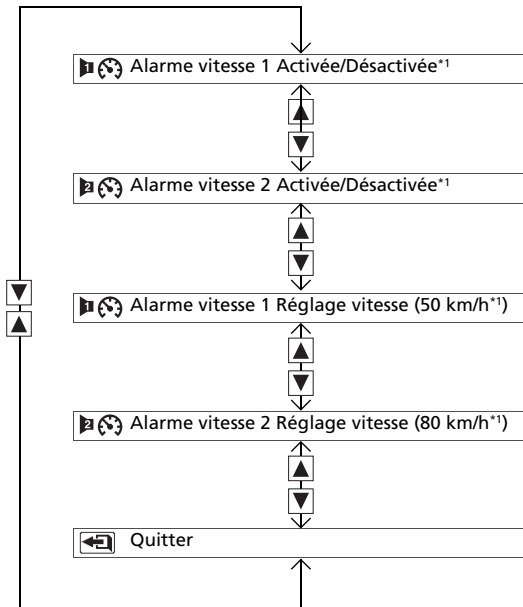 Alarme vitesse 1 Activée/Désactivée*1
Alarme vitesse 2 Activée/Désactivée*1
Alarme vitesse 1 Réglage vitesse (50 km/h*1)
Alarme vitesse 2 Réglage vitesse (80 km/h*1)
Quitter